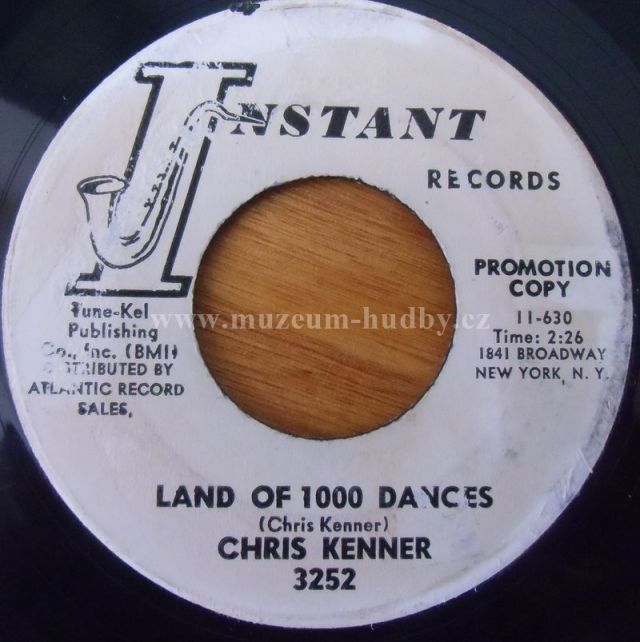 INSTANT
RECORDS
Tune-Kel
Publishing
Co., Inc. (BMI)
DISTRIBUTED BY
ATLANTIC RECORD
SALES,
PROMOTION
COPY
11-630
Time: 2:26
1841 BROADWAY
NEW YORK, N. Y.
www.muzeum-hudby.cz
LAND OF 1000 DANCES
(Chris Kenner)
CHRIS KENNER
3252